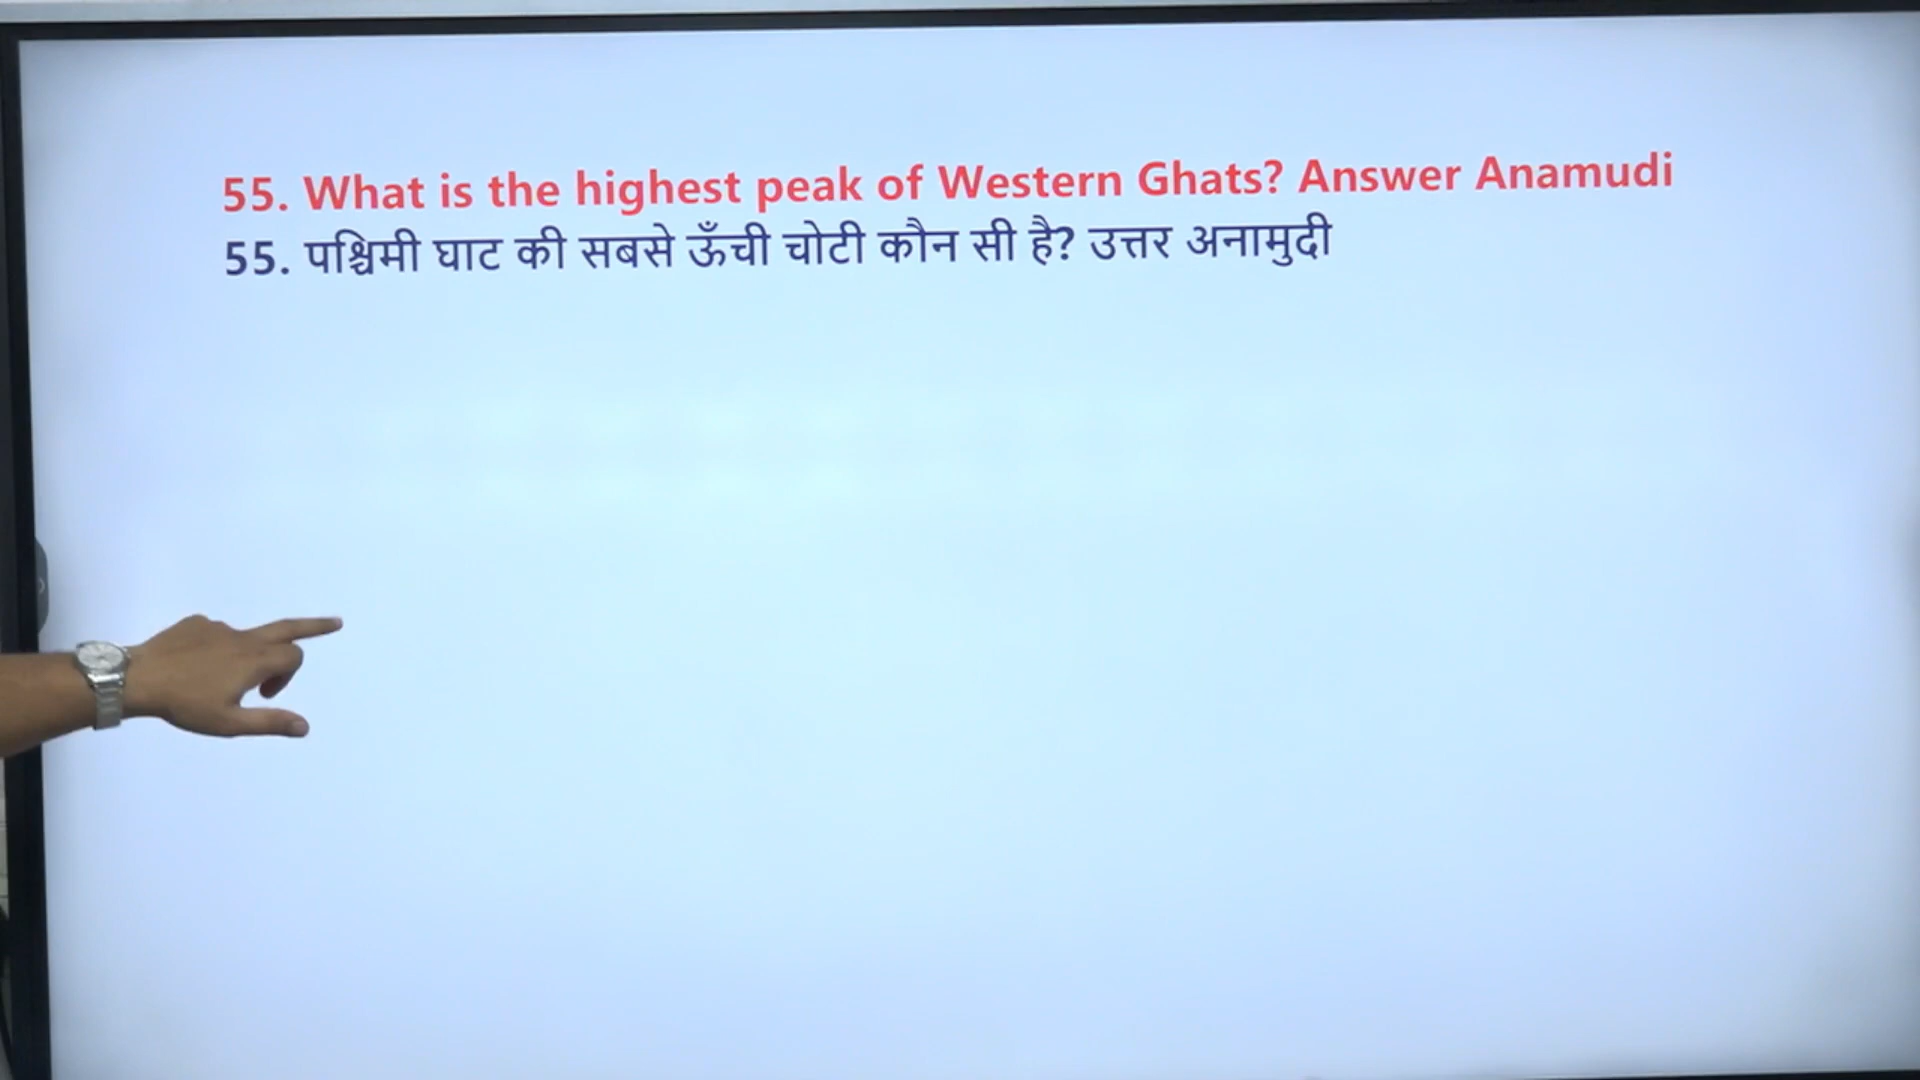 55. What is the highest peak of Western Ghats? Answer Anamudi
55. पश्चिमी घाट की सबसे ऊँची चोटी कौन सी है? उत्तर अनामुदी